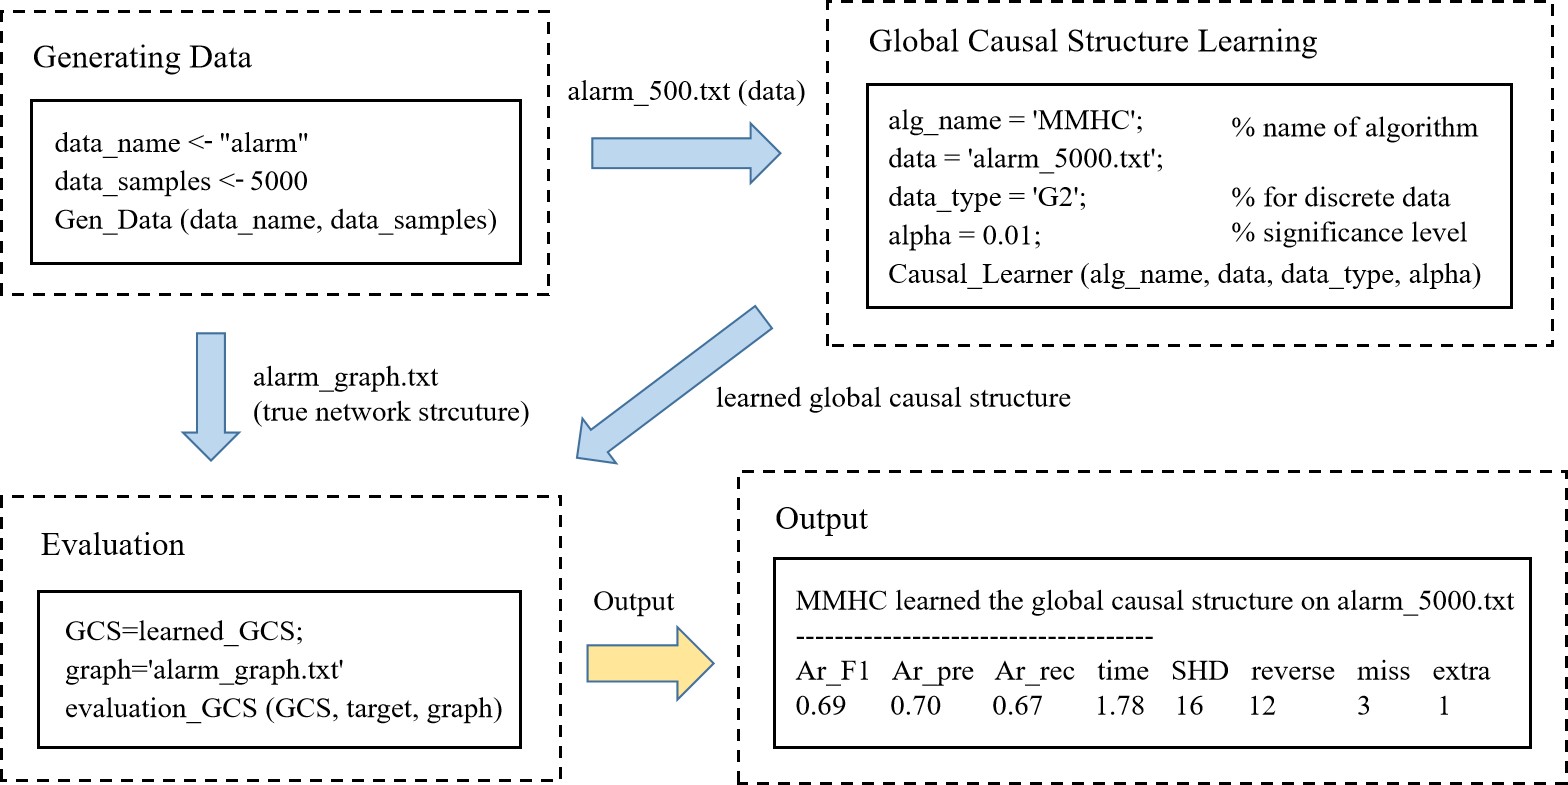 Generating Data
data_name <- "alarm"
data_samples <- 5000
Gen_Data (data_name, data_samples)
alarm_500.txt (data)
Global Causal Structure Learning
alg_name = 'MMHC'; % name of algorithm
data = 'alarm_5000.txt';
data_type = 'G2'; % for discrete data
alpha = 0.01; % significance level
Causal_Learner (alg_name, data, data_type, alpha)
alarm_graph.txt
(true network strcuture)
learned global causal structure
Evaluation
GCS=learned_GCS;
graph='alarm_graph.txt'
evaluation_GCS (GCS, target, graph)
Output
Output
MMHC learned the global causal structure on alarm_5000.txt
-------------------------------------
Ar_F1 Ar_pre Ar_rec time SHD reverse miss extra
0.69 0.70 0.67 1.78 16 12 3 1